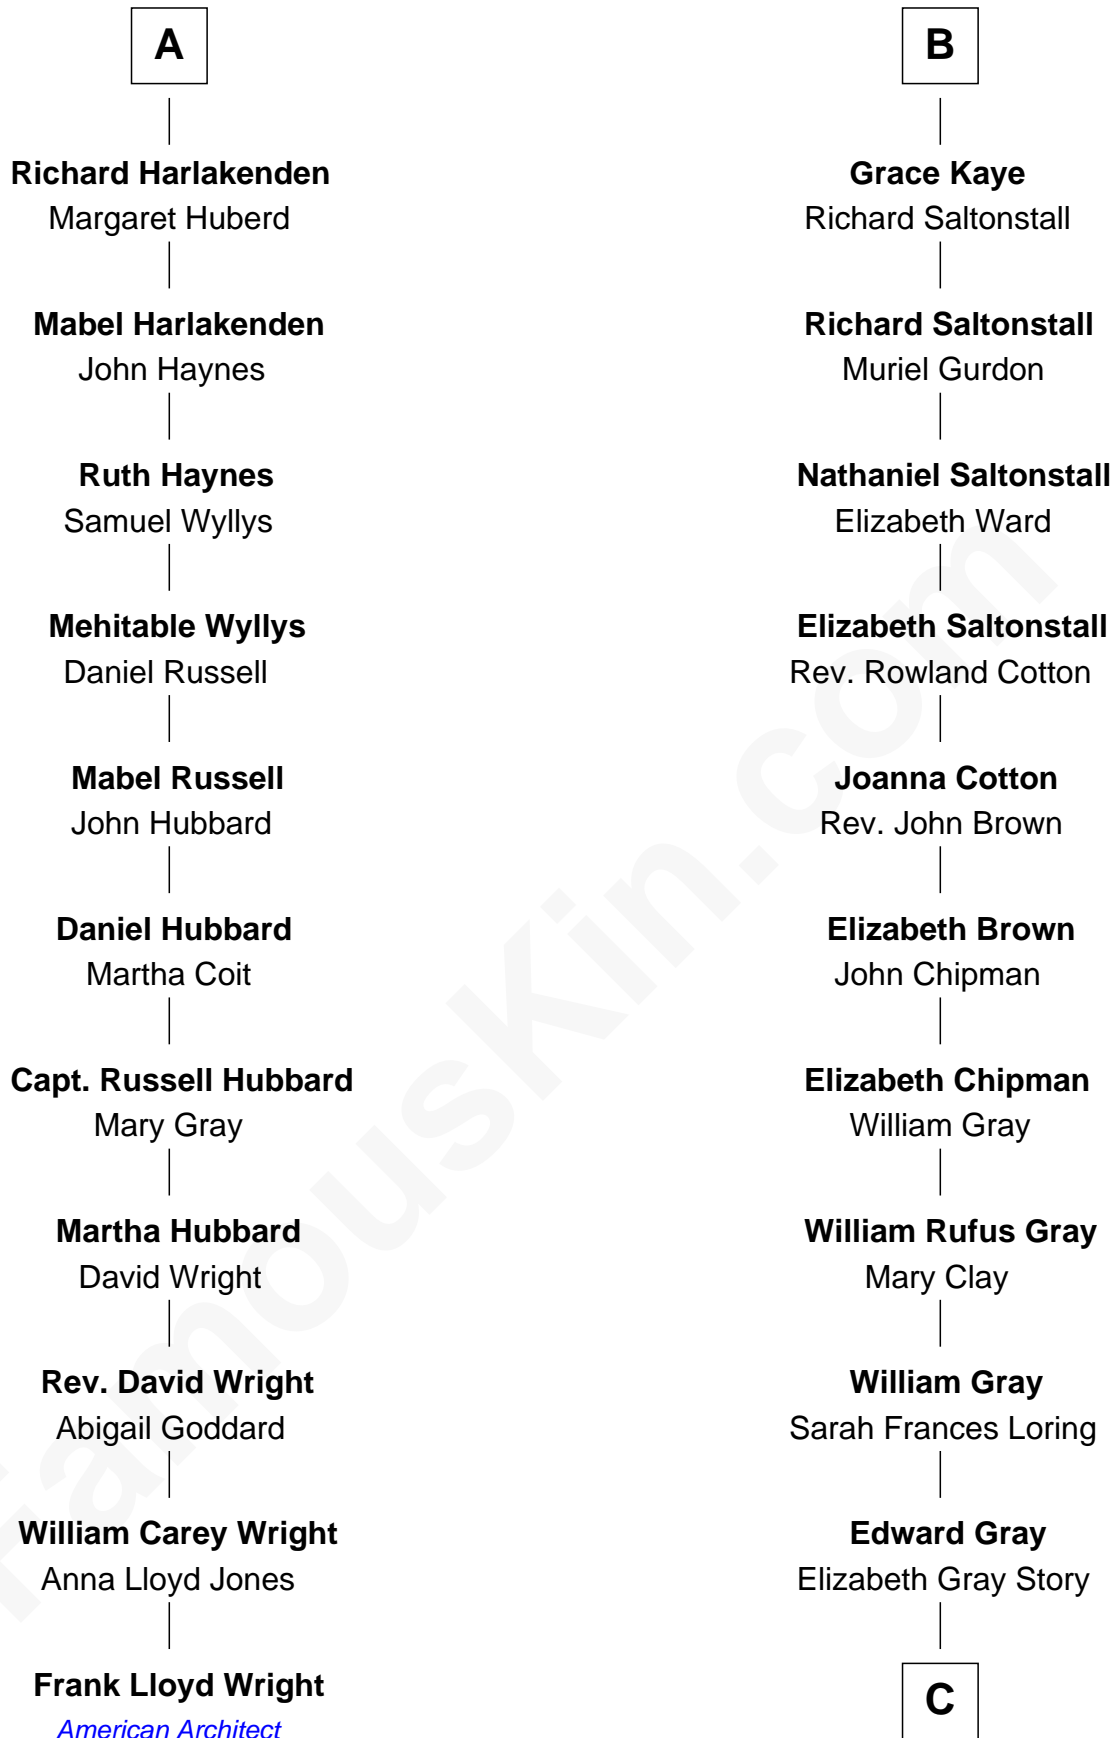 A
Richard Harlakenden
Margaret Huberd
Mabel Harlakenden
John Haynes
Ruth Haynes
Samuel Wyllys
Mehitable Wyllys
Daniel Russell
Mabel Russell
John Hubbard
Daniel Hubbard
Martha Coit
Capt. Russell Hubbard
Mary Gray
Martha Hubbard
David Wright
Rev. David Wright
Abigail Goddard
William Carey Wright
Anna Lloyd Jones
Frank Lloyd Wright
American Architect
B
Grace Kaye
Richard Saltonstall
Richard Saltonstall
Muriel Gurdon
Nathaniel Saltonstall
Elizabeth Ward
Elizabeth Saltonstall
Rev. Rowland Cotton
Joanna Cotton
Rev. John Brown
Elizabeth Brown
John Chipman
Elizabeth Chipman
William Gray
William Rufus Gray
Mary Clay
William Gray
Sarah Frances Loring
Edward Gray
Elizabeth Gray Story
C
FamousKin.com